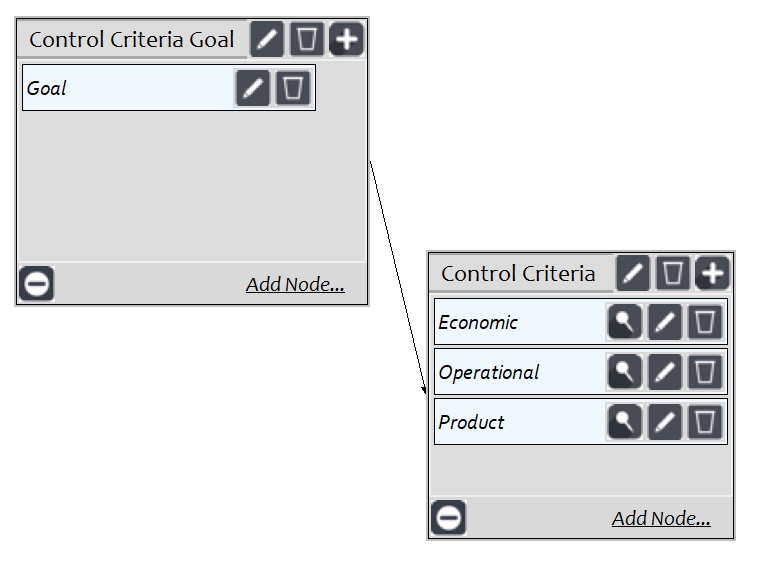 Control Criteria Goal
Goal
Add Node...
Control Criteria
Economic
Operational
Product
Add Node...